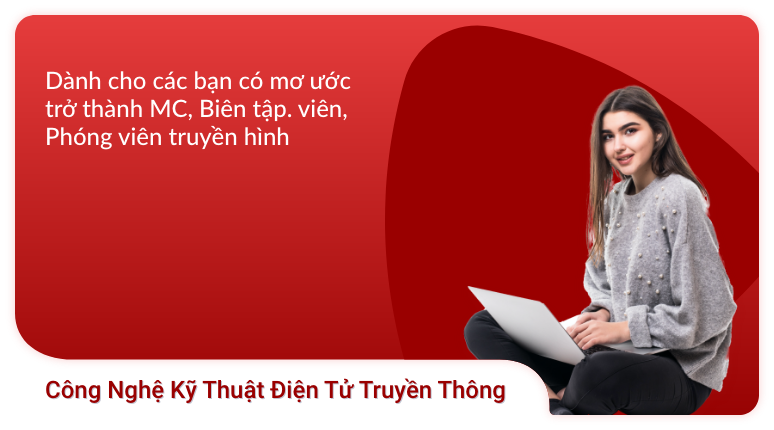 Dành cho các bạn có mơ ước
trở thành MC, Biên tập. viên,
Phóng viên truyền hình
Công Nghệ Kỹ Thuật Điện Tử Truyền Thông